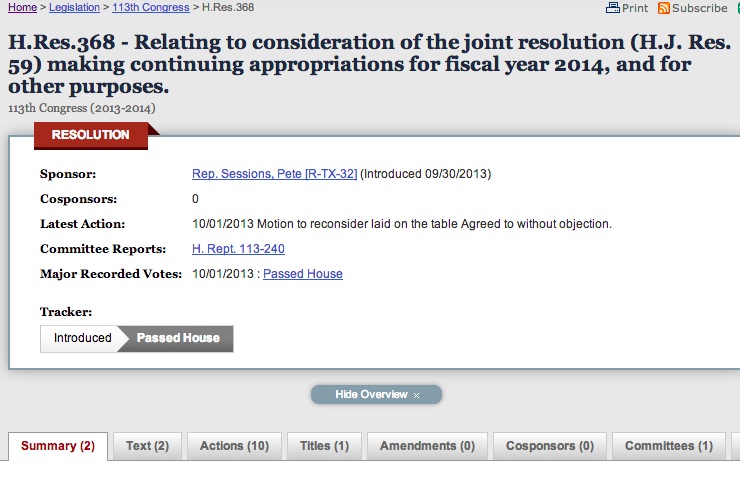 Home > Legislation > 113th Congress > H.Res.368
Print Subscribe
H.Res.368 - Relating to consideration of the joint resolution (H.J. Res.
59) making continuing appropriations for fiscal year 2014, and for
other purposes.
113th Congress (2013-2014)
RESOLUTION
Sponsor: Rep. Sessions, Pete [R-TX-32] (Introduced 09/30/2013)
Cosponsors: 0
Latest Action: 10/01/2013 Motion to reconsider laid on the table Agreed to without objection.
Committee Reports: H. Rept. 113-240
Major Recorded Votes: 10/01/2013 : Passed House
Tracker:
Introduced Passed House
Hide Overview ×
Summary (2) Text (2) Actions (10) Titles (1) Amendments (0) Cosponsors (0) Committees (1)